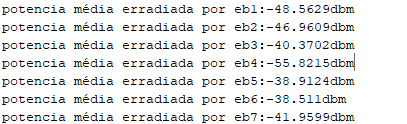 potencia média erradiada por eb1:-48.5629dbm
potencia média erradiada por eb2:-46.9609dbm
potencia média erradiada por eb3:-40.3702dbm
potencia média erradiada por eb4:-55.8215dbm
potencia média erradiada por eb5:-38.9124dbm
potencia média erradiada por eb6:-38.511dbm
potencia média erradiada por eb7:-41.9599dbm